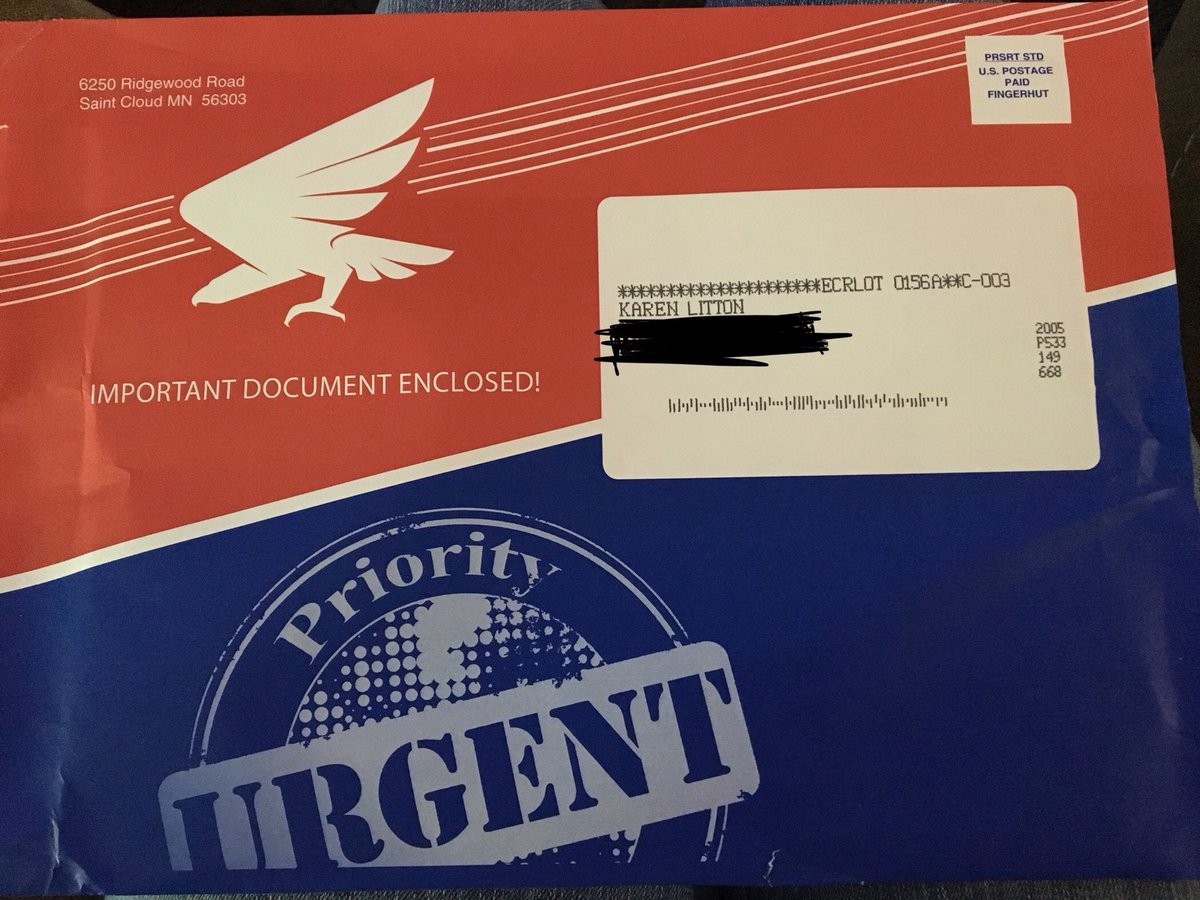 6250 Ridgewood Road
Saint Cloud MN 56303
PRSRT STD
U.S. POSTAGE
PAID
FINGERHUT
*********************ECRLOT 0156A**C-003
KAREN LITTON
2005
P533
149
668
IMPORTANT DOCUMENT ENCLOSED!
Priority
URGENT